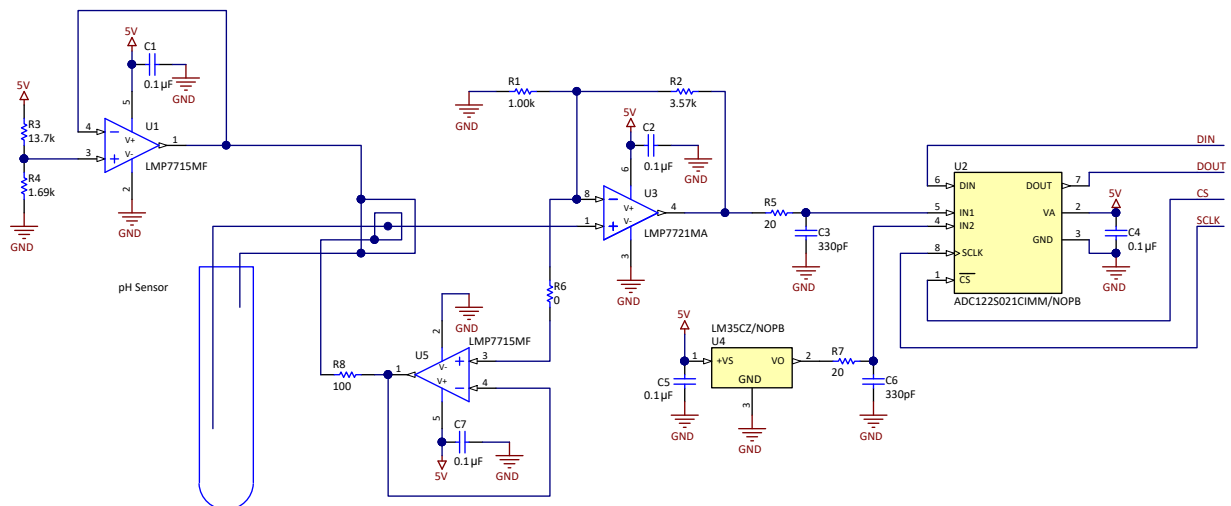 5V
C1
0.1µF
GND
5
U1
4
V+
V-
1
3
LMP7715MF
2
GND
5V
R3
13.7k
R4
1.69k
GND
R1
1.00k
GND
R2
3.57k
5V
C2
0.1µF
GND
6
U3
8
V+
V-
4
1
LMP7721MA
3
GND
R5
20
C3
330pF
GND
DIN
DOUT
CS
SCLK
U2
6
DIN
DOUT
7
5
IN1
VA
2
4
IN2
GND
3
8
SCLK
1
CS
ADC122S021CIMM/NOPB
5V
C4
0.1µF
GND
pH Sensor
R6
0
GND
2
LMP7715MF
U5
V-
V+
3
1
4
5
R8
100
C7
0.1µF
GND
5V
5V
LM35CZ/NOPB
U4
1
+VS
VO
2
GND
3
GND
C5
0.1µF
GND
R7
20
C6
330pF
GND